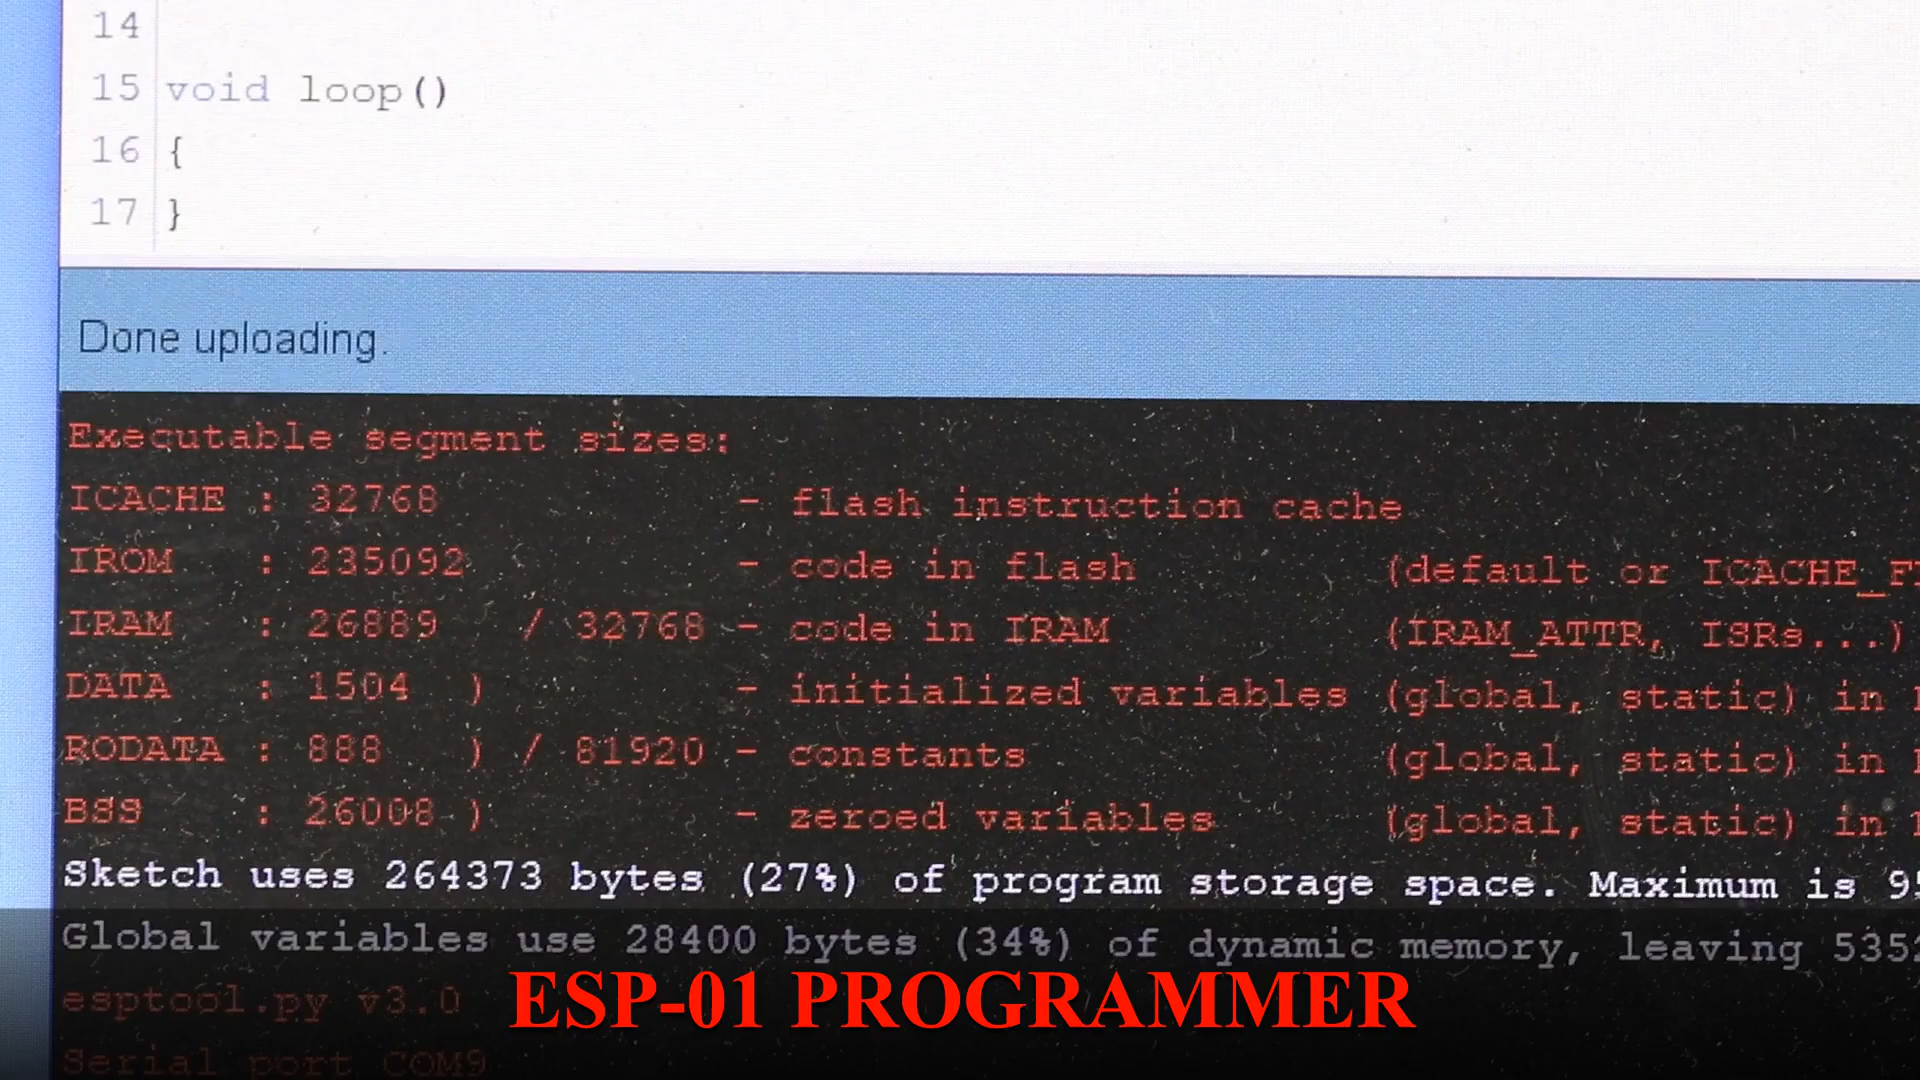 14
15 void loop()
16 {
17 }
Done uploading.
Executable segment sizes:
ICACHE : 32768 - flash instruction cache
IROM : 235092 - code in flash (default or ICACHE_F
IRAM : 26889 / 32768 - code in IRAM (IRAM_ATTR, ISRs...)
DATA : 1504 ) - initialized variables (global, static) in
RODATA : 888 ) / 81920 - constants (global, static) in
BSS : 26008 ) - zeroed variables (global, static) in
Sketch uses 264373 bytes (27%) of program storage space. Maximum is 95
Global variables use 28400 bytes (34%) of dynamic memory, leaving 5352
esptool.py v3.0
ESP-01 PROGRAMMER
Serial port COM9